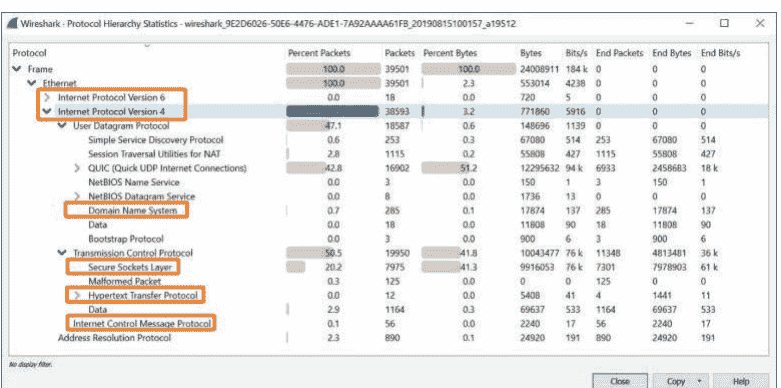 Wireshark · Protocol Hierarchy Statistics · wireshark_9E2D6026-50E6-4476-ADE1-7A92AAAA61FB_20190815100157_a19512
Protocol Percent Packets Packets Percent Bytes Bytes Bits/s End Packets End Bytes End Bits/s
Frame 100.0 39501 100.0 24008911 184 k 0 0 0
Ethernet 100.0 39501 2.3 553014 4238 0 0 0
Internet Protocol Version 6 0.0 18 0.0 720 5 0 0 0
Internet Protocol Version 4 38593 3.2 771860 5916 0 0 0
User Datagram Protocol 47.1 18587 0.6 148696 1139 0 0 0
Simple Service Discovery Protocol 0.6 253 0.3 67080 514 253 67080 514
Session Traversal Utilities for NAT 2.8 1115 0.2 55808 427 1115 55808 427
QUIC (Quick UDP Internet Connections) 42.8 16902 51.2 12295632 94 k 6933 2458683 18 k
NetBIOS Name Service 0.0 3 0.0 150 1 3 150 1
NetBIOS Datagram Service 0.0 8 0.0 1736 13 0 0 0
Domain Name System 0.7 285 0.1 17874 137 285 17874 137
Data 0.0 18 0.0 11808 90 18 11808 90
Bootstrap Protocol 0.0 3 0.0 900 6 3 900 6
Transmission Control Protocol 50.5 19950 41.8 10043477 76 k 11348 4813481 36 k
Secure Sockets Layer 20.2 7975 41.3 9916053 76 k 7301 7978903 61 k
Malformed Packet 0.3 125 0.0 0 0 125 0 0
Hypertext Transfer Protocol 0.0 12 0.0 5408 41 4 1441 11
Data 2.9 1164 0.3 69637 533 1164 69637 533
Internet Control Message Protocol 0.1 56 0.0 2240 17 56 2240 17
Address Resolution Protocol 2.3 890 0.1 24920 191 890 24920 191
No display filter.
Close Copy Help